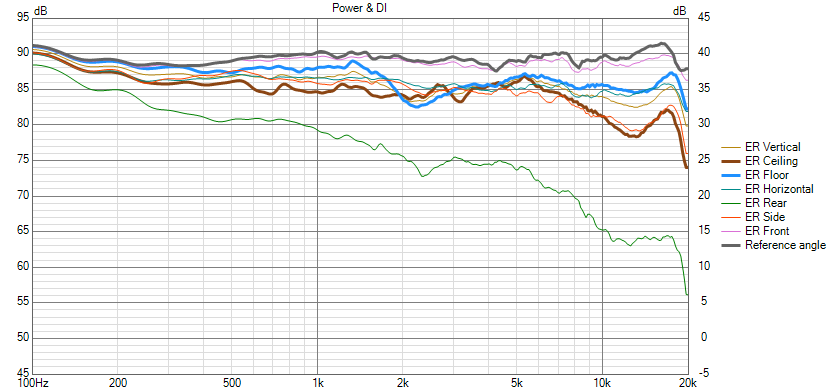 Power & DI
dB
dB
95
90
85
80
75
70
65
60
55
50
45
45
40
35
30
25
20
15
10
5
0
-5
100Hz
200
500
1k
2k
5k
10k
20k
ER Vertical
ER Ceiling
ER Floor
ER Horizontal
ER Rear
ER Side
ER Front
Reference angle